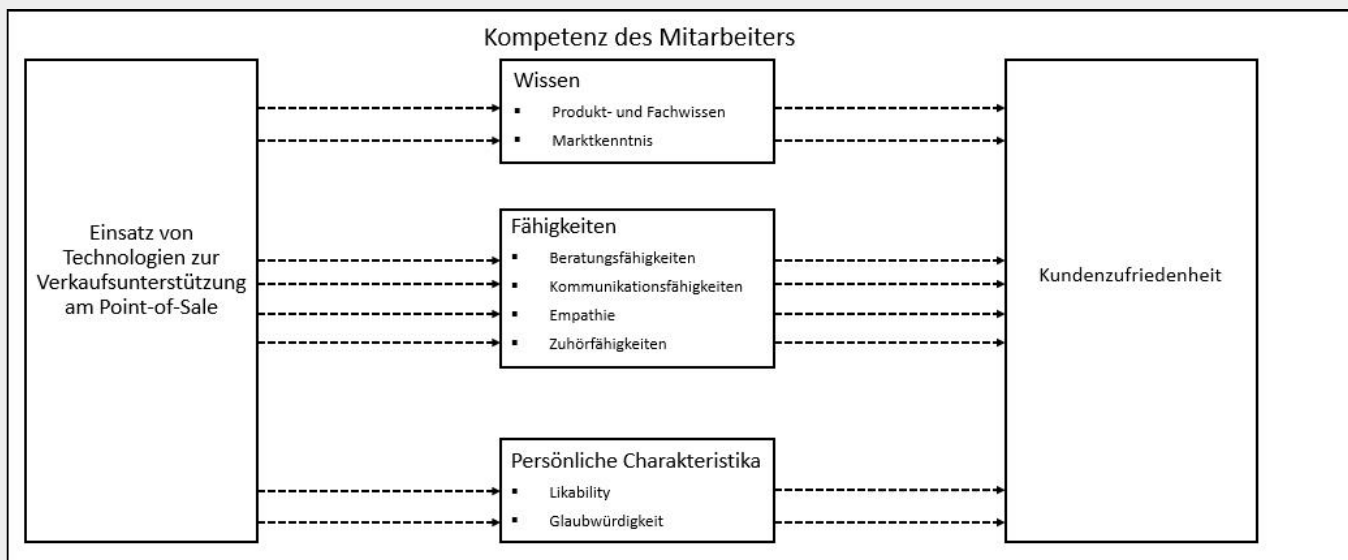 Kompetenz des Mitarbeiters
Einsatz von
Technologien zur
Verkaufsunterstützung
am Point-of-Sale
Wissen
▪ Produkt- und Fachwissen
▪ Marktkenntnis
Fähigkeiten
▪ Beratungsfähigkeiten
▪ Kommunikationsfähigkeiten
▪ Empathie
▪ Zuhörfähigkeiten
Persönliche Charakteristika
▪ Likability
▪ Glaubwürdigkeit
Kundenzufriedenheit